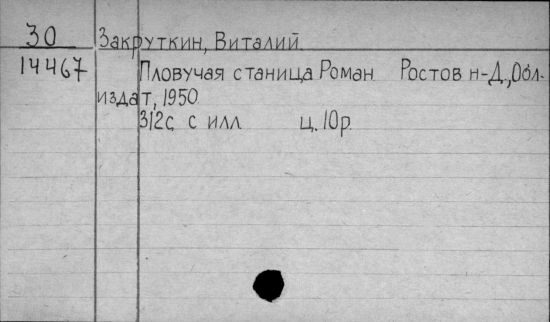 30 Закруткин, Виталий
14467 Пловучая станица Роман Ростов н-Д., Обл-
издат, 1950
312с. с илл ц. 10р.